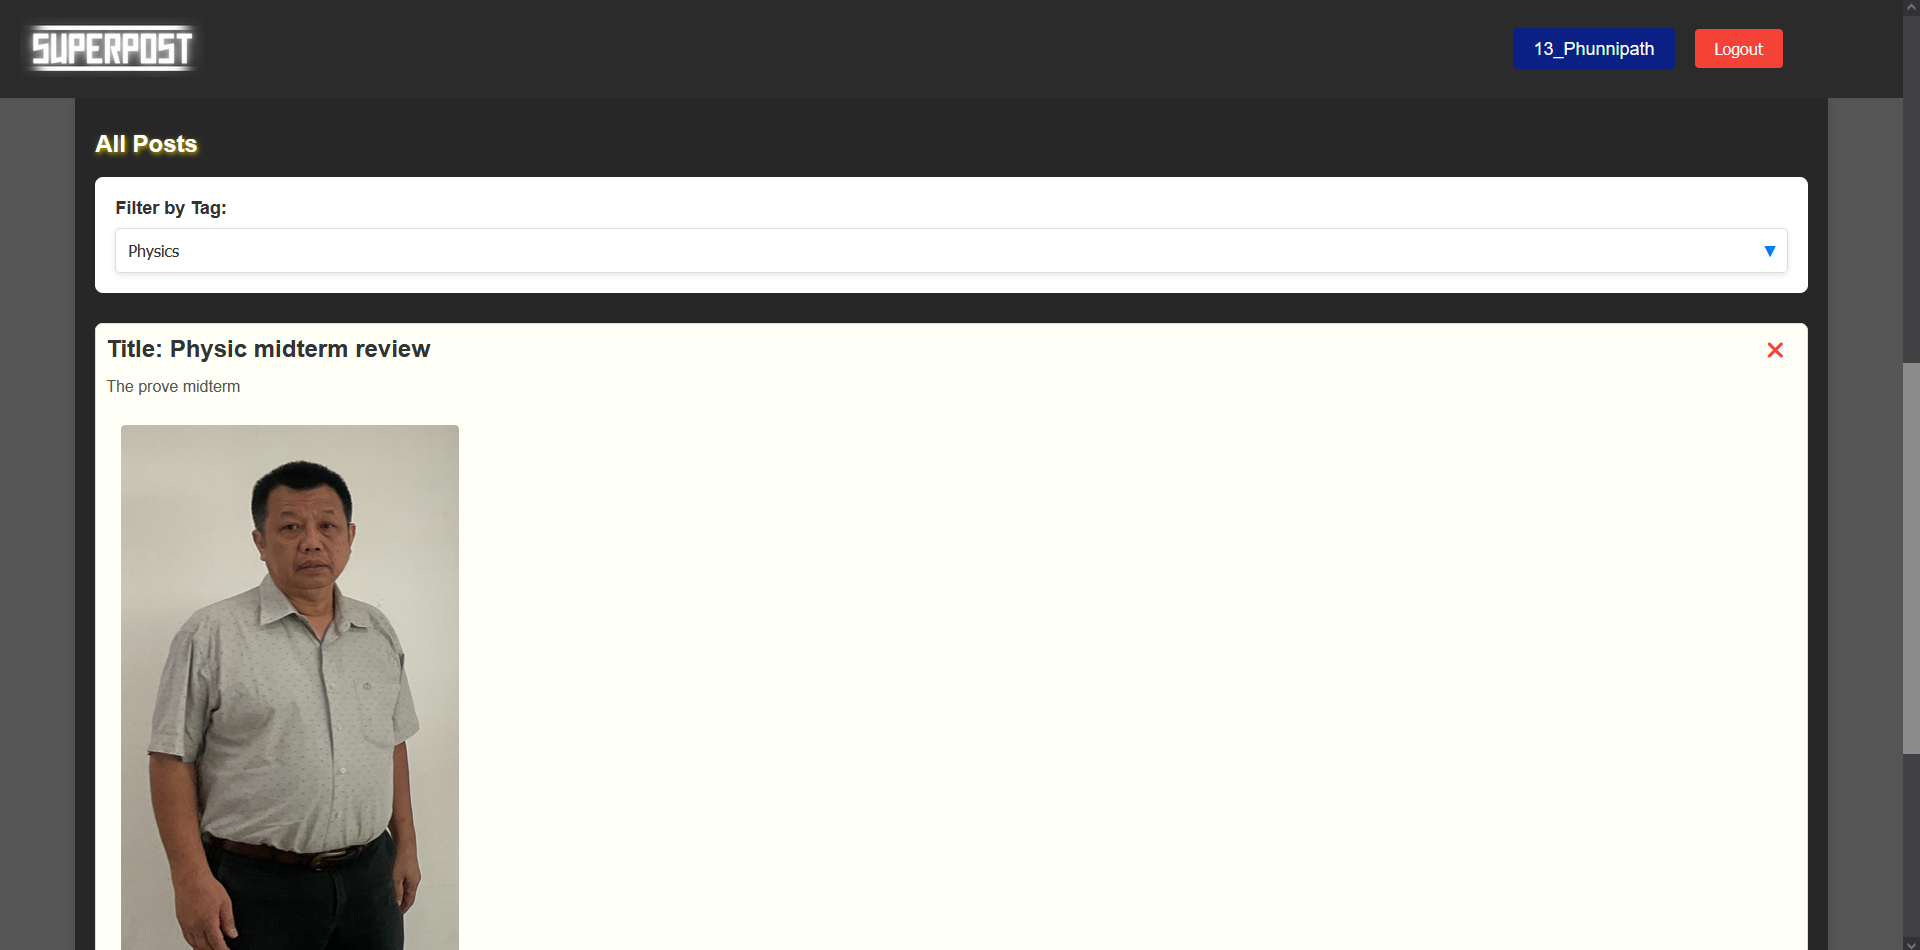 SUPERPOST
13_Phunnipath
Logout
All Posts
Filter by Tag:
Physics
Title: Physic midterm review
The prove midterm